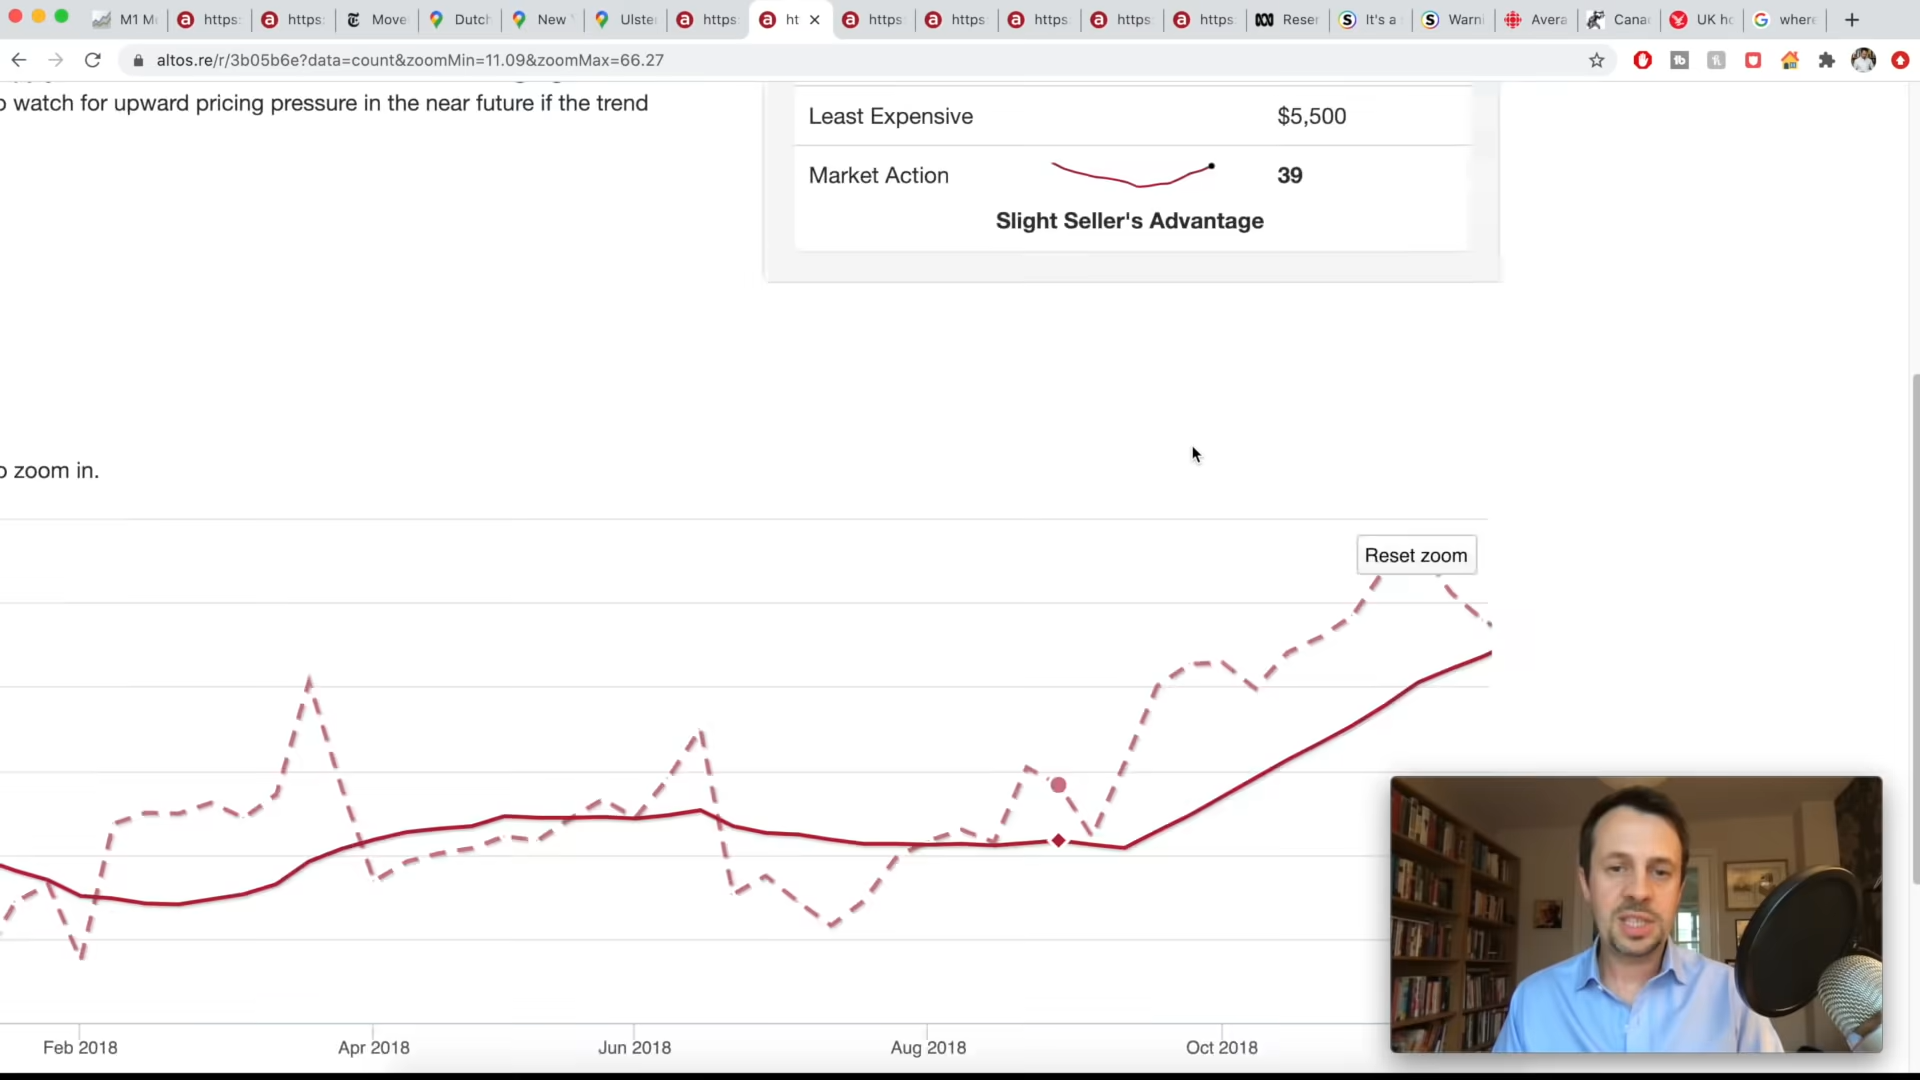 M1 M
https:
https:
Move
Dutch
New
Ulste
https:
ht
https:
https:
https:
https:
https:
Reser
It's a
Warni
Avera
Cana
UK ho
where
altos.re/r/3b05b6e?data=count&zoomMin=11.09&zoomMax=66.27
o watch for upward pricing pressure in the near future if the trend
Least Expensive $5,500
Market Action 39
Slight Seller's Advantage
o zoom in.
Reset zoom
Feb 2018 Apr 2018 Jun 2018 Aug 2018 Oct 2018